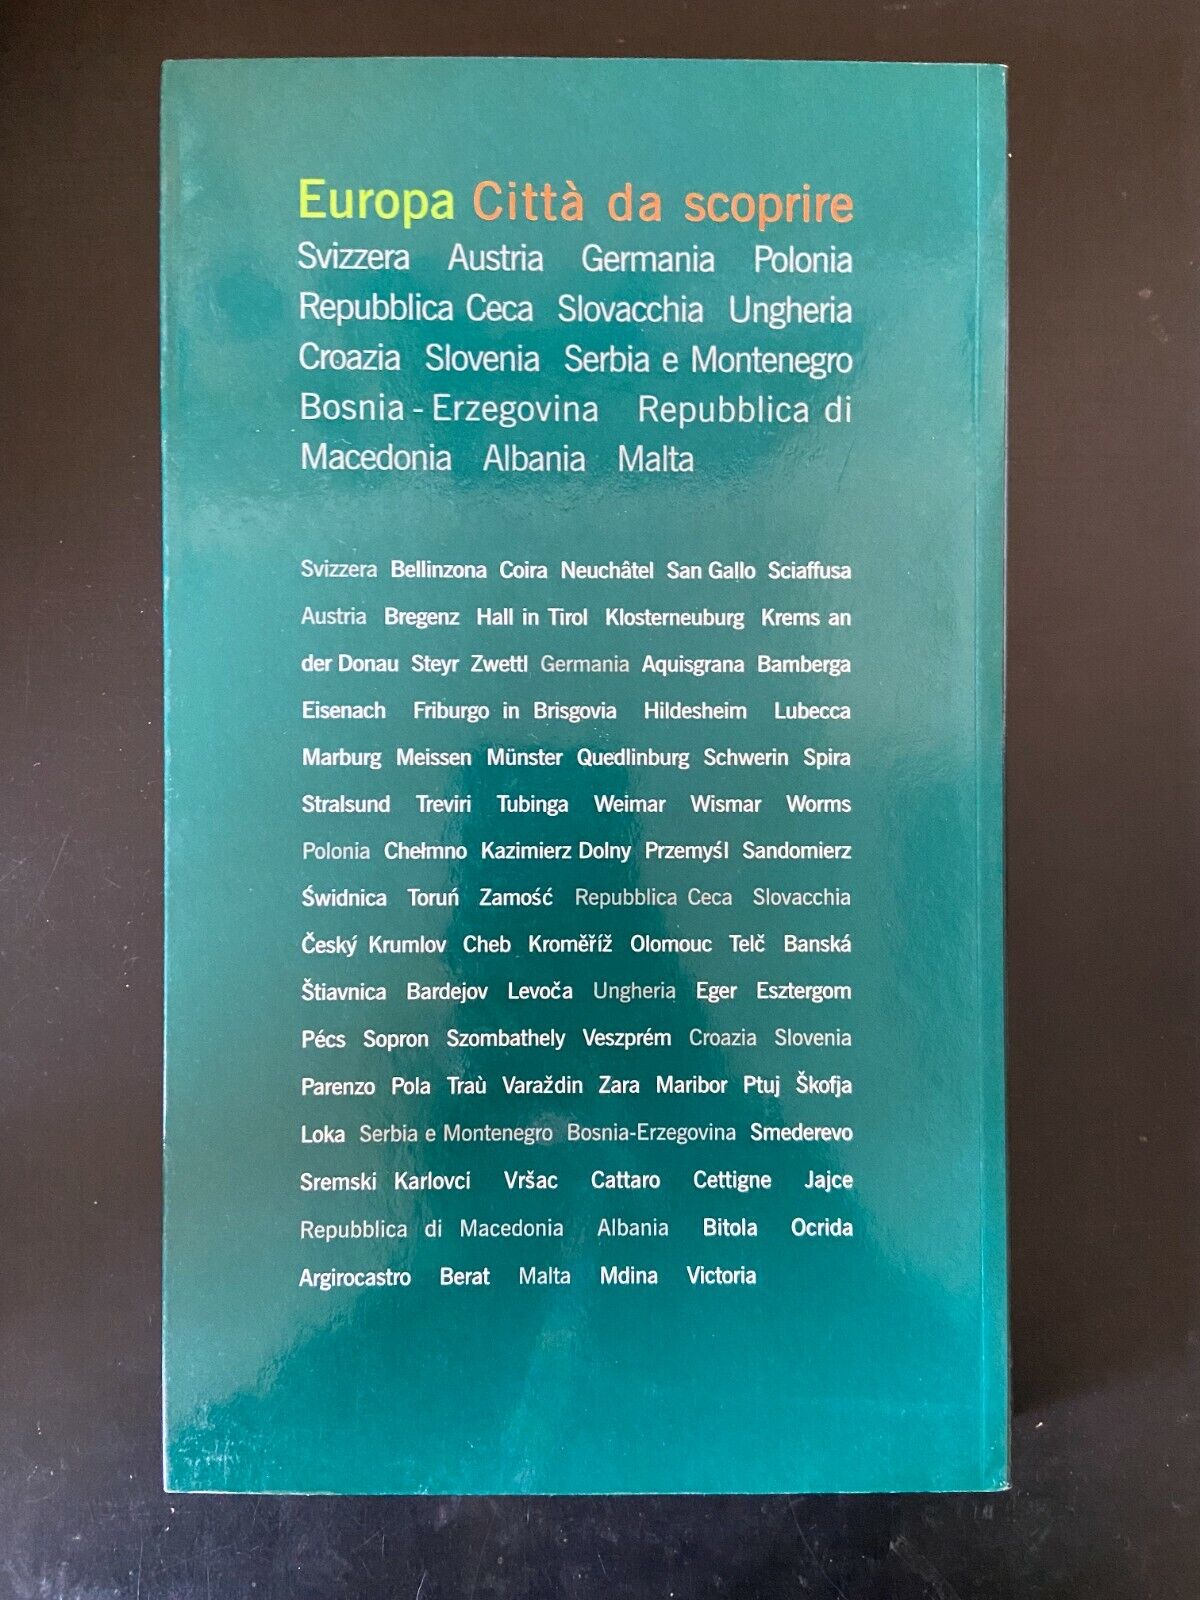 Europa Città da scoprire
Svizzera Austria Germania Polonia
Repubblica Ceca Slovacchia Ungheria
Croazia Slovenia Serbia e Montenegro
Bosnia - Erzegovina Repubblica di
Macedonia Albania Malta
Svizzera Bellinzona Coira Neuchâtel San Gallo Sciaffusa
Austria Bregenz Hall in Tirol Klosterneuburg Krems an
der Donau Steyr Zwettl Germania Aquisgrana Bamberga
Eisenach Friburgo in Brisgovia Hildesheim Lubecca
Marburg Meissen Münster Quedlinburg Schwerin Spira
Stralsund Treviri Tubinga Weimar Wismar Worms
Polonia Chełmno Kazimierz Dolny Przemyśl Sandomierz
Świdnica Toruń Zamość Repubblica Ceca Slovacchia
Český Krumlov Cheb Kroměříž Olomouc Telč Banská
Štiavnica Bardejov Levoča Ungheria Eger Esztergom
Pécs Sopron Szombathely Veszprém Croazia Slovenia
Parenzo Pola Traù Varaždin Zara Maribor Ptuj Škofja
Loka Serbia e Montenegro Bosnia-Erzegovina Smederevo
Sremski Karlovci Vršac Cattaro Cettigne Jajce
Repubblica di Macedonia Albania Bitola Ocrida
Argirocastro Berat Malta Mdina Victoria